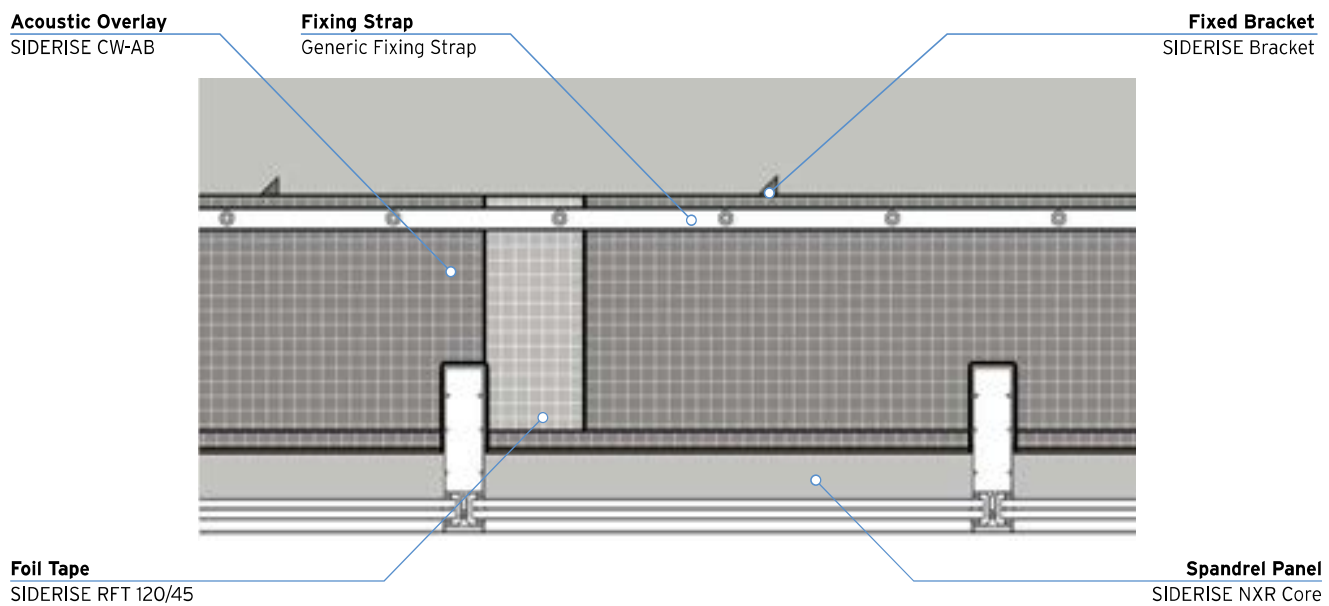 Acoustic Overlay
SIDERISE CW-AB
Fixing Strap
Generic Fixing Strap
Fixed Bracket
SIDERISE Bracket
Foil Tape
SIDERISE RFT 120/45
Spandrel Panel
SIDERISE NXR Core